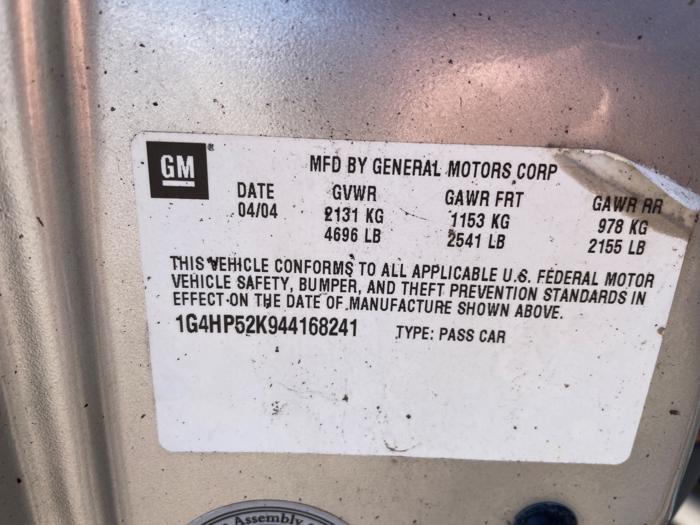 GM®
MFD BY GENERAL MOTORS CORP
DATE GVWR GAWR FRT GAWR RR
04/04 2131 KG 1153 KG 978 KG
4696 LB 2541 LB 2155 LB
THIS VEHICLE CONFORMS TO ALL APPLICABLE U.S. FEDERAL MOTOR
VEHICLE SAFETY, BUMPER, AND THEFT PREVENTION STANDARDS IN
EFFECT ON THE DATE OF MANUFACTURE SHOWN ABOVE.
1G4HP52K944168241 TYPE: PASS CAR
Assembly